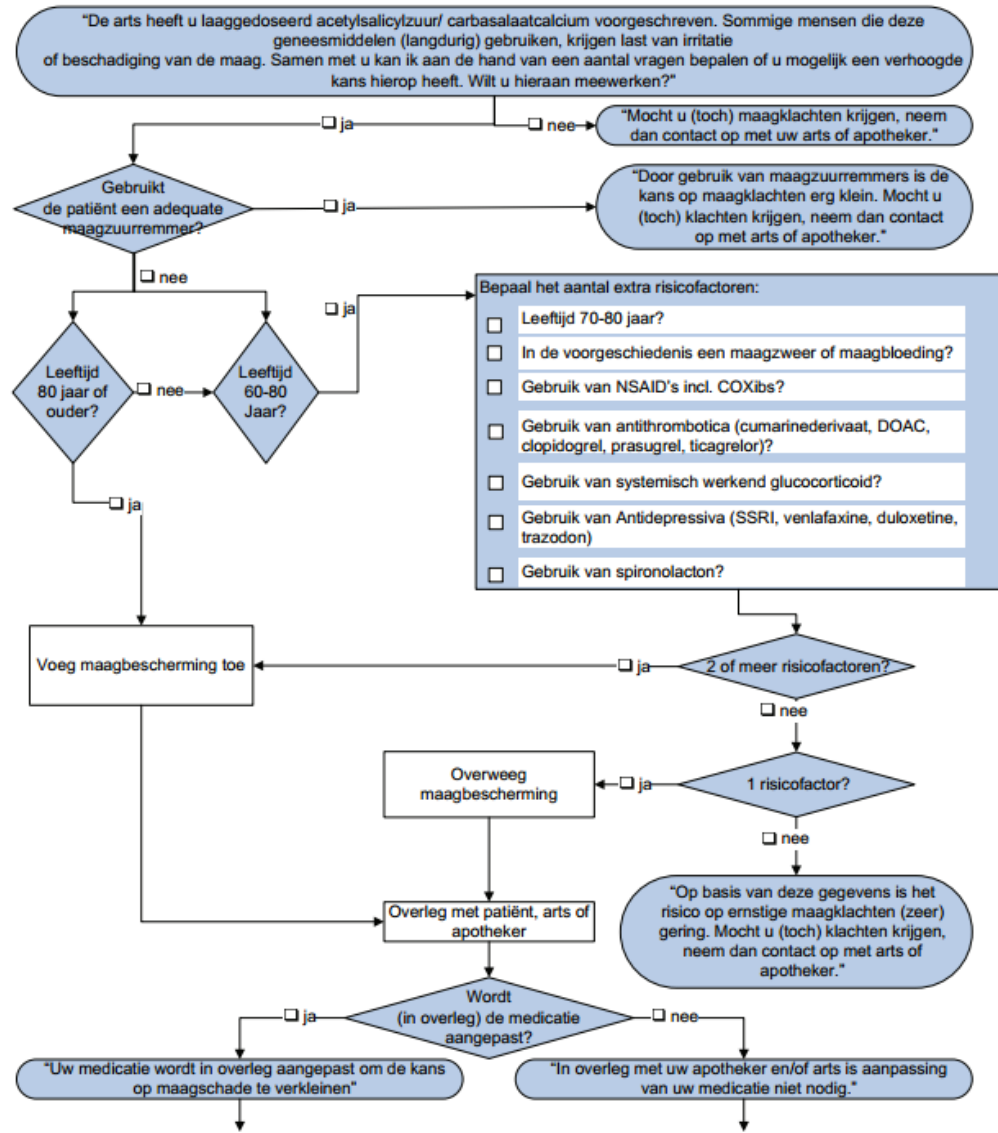 "De arts heeft u laaggedoseerd acetylsalicylzuur/ carbasalaatcalcium voorgeschreven. Sommige mensen die deze
geneesmiddelen (langdurig) gebruiken, krijgen last van irritatie
of beschadiging van de maag. Samen met u kan ik aan de hand van een aantal vragen bepalen of u mogelijk een verhoogde
kans hierop heeft. Wilt u hieraan meewerken?"
ja
nee
"Mocht u (toch) maagklachten krijgen, neem
dan contact op met uw arts of apotheker."
Gebruikt
de patiënt een adequate
maagzuurremmer?
ja
"Door gebruik van maagzuurremmers is de
kans op maagklachten erg klein. Mocht u
(toch) klachten krijgen, neem dan contact
op met arts of apotheker."
nee
Leeftijd
80 jaar of
ouder?
nee
Leeftijd
60-80
Jaar?
ja
Bepaal het aantal extra risicofactoren:
Leeftijd 70-80 jaar?
In de voorgeschiedenis een maagzweer of maagbloeding?
Gebruik van NSAID's incl. COXibs?
Gebruik van antithrombotica (cumarinederivaat, DOAC,
clopidogrel, prasugrel, ticagrelor)?
Gebruik van systemisch werkend glucocorticoid?
Gebruik van Antidepressiva (SSRI, venlafaxine, duloxetine,
trazodon)
Gebruik van spironolacton?
ja
Voeg maagbescherming toe
ja
2 of meer risicofactoren?
nee
Overweeg
maagbescherming
ja
1 risicofactor?
nee
"Op basis van deze gegevens is het
risico op ernstige maagklachten (zeer)
gering. Mocht u (toch) klachten krijgen,
neem dan contact op met arts of
apotheker."
Overleg met patiënt, arts of
apotheker
Wordt
(in overleg) de medicatie
aangepast?
ja
nee
"Uw medicatie wordt in overleg aangepast om de kans
op maagschade te verkleinen"
"In overleg met uw apotheker en/of arts is aanpassing
van uw medicatie niet nodig."